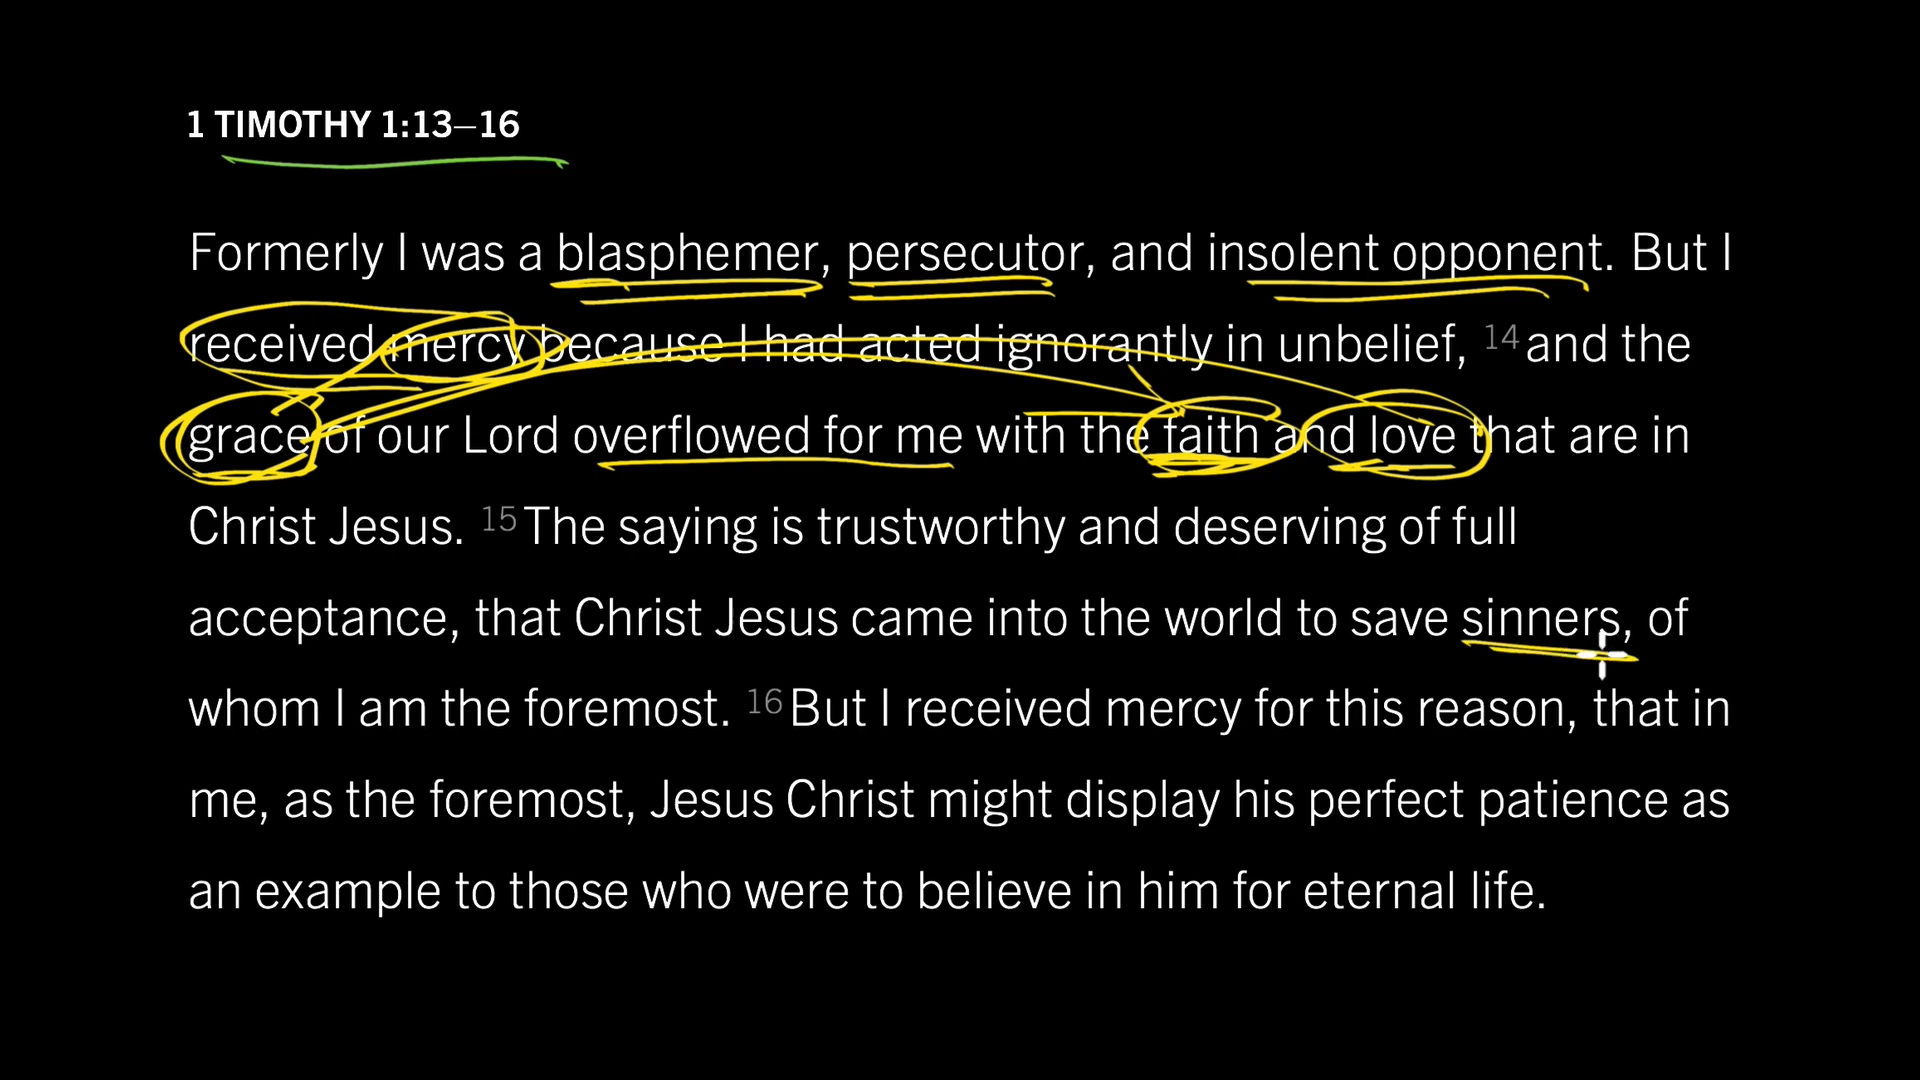 1 TIMOTHY 1:13–16
Formerly I was a blasphemer, persecutor, and insolent opponent. But I
received mercy because I had acted ignorantly in unbelief, 14 and the
grace of our Lord overflowed for me with the faith and love that are in
Christ Jesus. 15 The saying is trustworthy and deserving of full
acceptance, that Christ Jesus came into the world to save sinners, of
whom I am the foremost. 16 But I received mercy for this reason, that in
me, as the foremost, Jesus Christ might display his perfect patience as
an example to those who were to believe in him for eternal life.